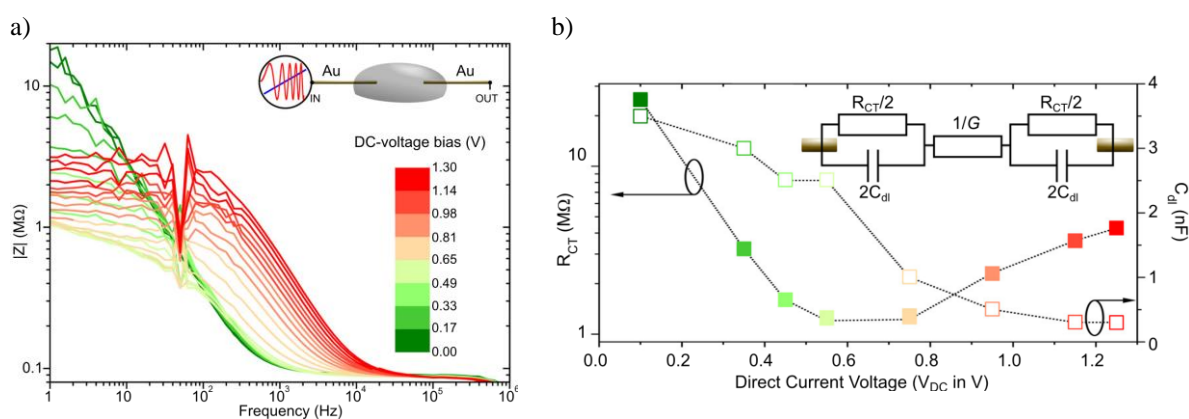 a)
|Z| (MΩ)
10
1
0.1
1 10 10² 10³ 10⁴ 10⁵ 10⁶
Frequency (Hz)
Au Au
IN OUT
DC-voltage bias (V)
1.30
1.14
0.98
0.81
0.65
0.49
0.33
0.17
0.00
b)
R_CT (MΩ)
10
1
0.0 0.2 0.4 0.6 0.8 1.0 1.2
Direct Current Voltage (V_DC in V)
R_CT/2 1/G R_CT/2
2C_dl 2C_dl
4
3
2
1
0
C_dl (nF)